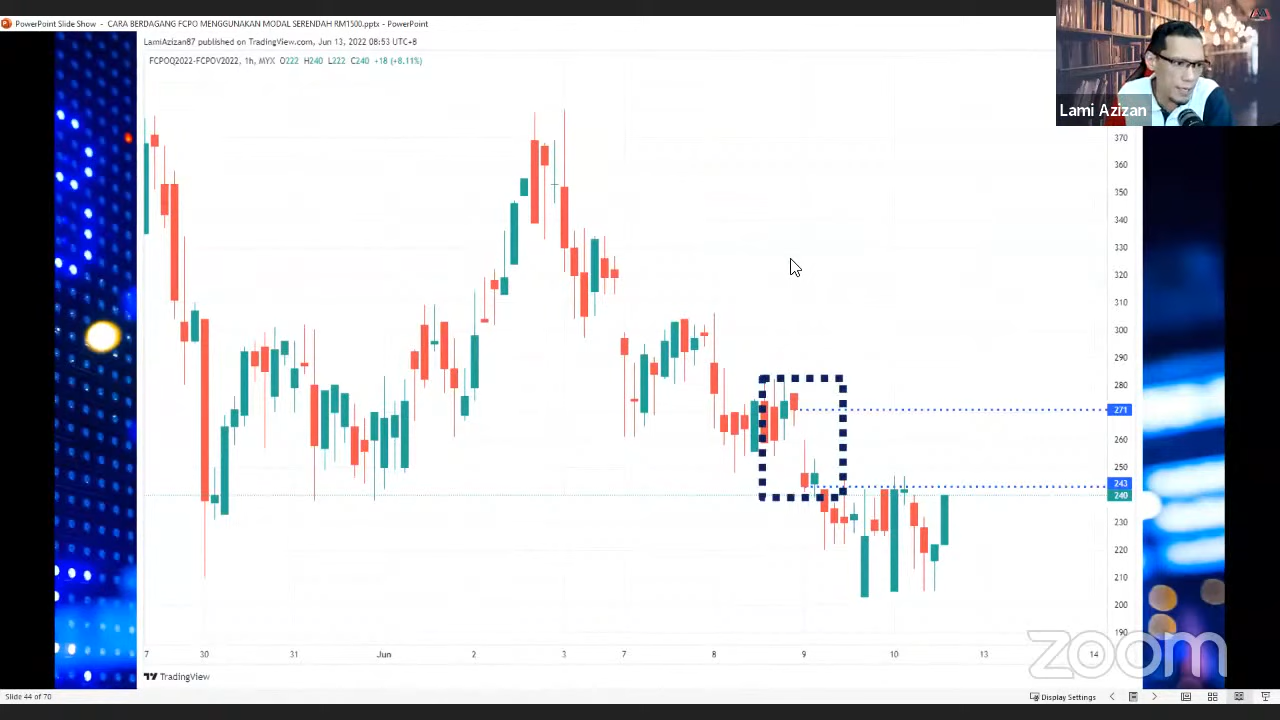 PowerPoint Slide Show - CARA BERDAGANG FCPO MENGGUNAKAN MODAL SERENDAH RM1500.pptx - PowerPoint
LamiAzizan87 published on TradingView.com, Jun 13, 2022 08:53 UTC+8
FCPOQ2022-FCPOV2022, 1h, MYX O222 H240 L222 C240 +18 (+8.11%)
Lami Azizan
370
360
350
340
330
320
310
300
290
280
271
260
250
243
240
230
220
210
200
190
7 30 31 Jun 2 3 7 8 9 10 13 14
TradingView
zoom
Slide 44 of 70
Display Settings